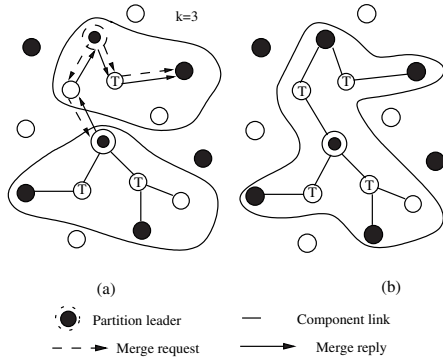 k=3
T
T
T
T
T
T
T
(a)
(b)
Partition leader
Component link
Merge request
Merge reply